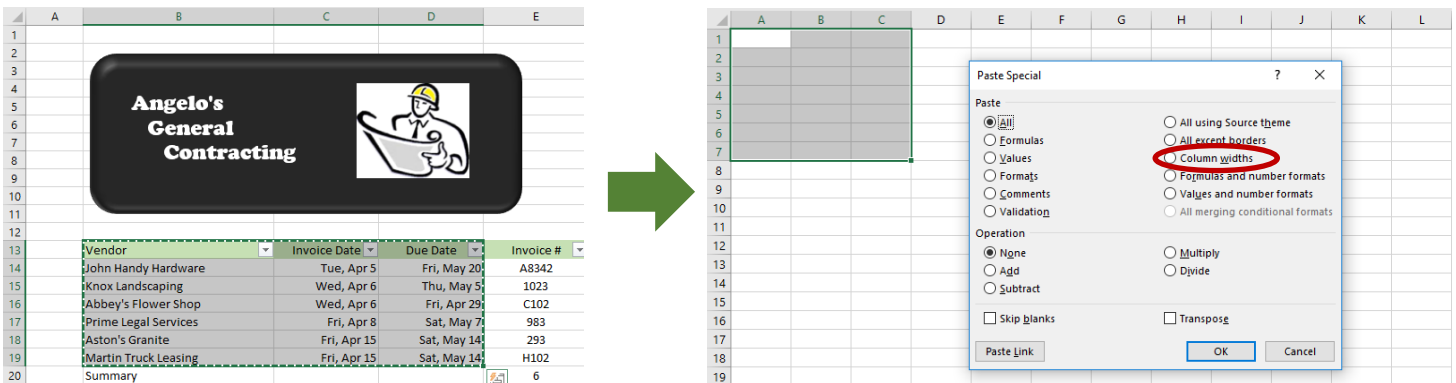 A B C D E
1
2
3
4
5
6
7
8
9
10
11
12
Angelo's
General
Contracting
13 Vendor Invoice Date Due Date Invoice #
14 John Handy Hardware Tue, Apr 5 Fri, May 20 A8342
15 Knox Landscaping Wed, Apr 6 Thu, May 5 1023
16 Abbey's Flower Shop Wed, Apr 6 Fri, Apr 29 C102
17 Prime Legal Services Fri, Apr 8 Sat, May 7 983
18 Aston's Granite Fri, Apr 15 Sat, May 14 293
19 Martin Truck Leasing Fri, Apr 15 Sat, May 14 H102
20 Summary 6
A B C D E F G H I J K L
1
2
3
4
5
6
7
8
9
10
11
12
13
14
15
16
17
18
19
Paste Special ? ×
Paste
All All using Source theme
Formulas All except borders
Values Column widths
Formats Formulas and number formats
Comments Values and number formats
Validation All merging conditional formats
Operation
None Multiply
Add Divide
Subtract
Skip blanks Transpose
Paste Link OK Cancel